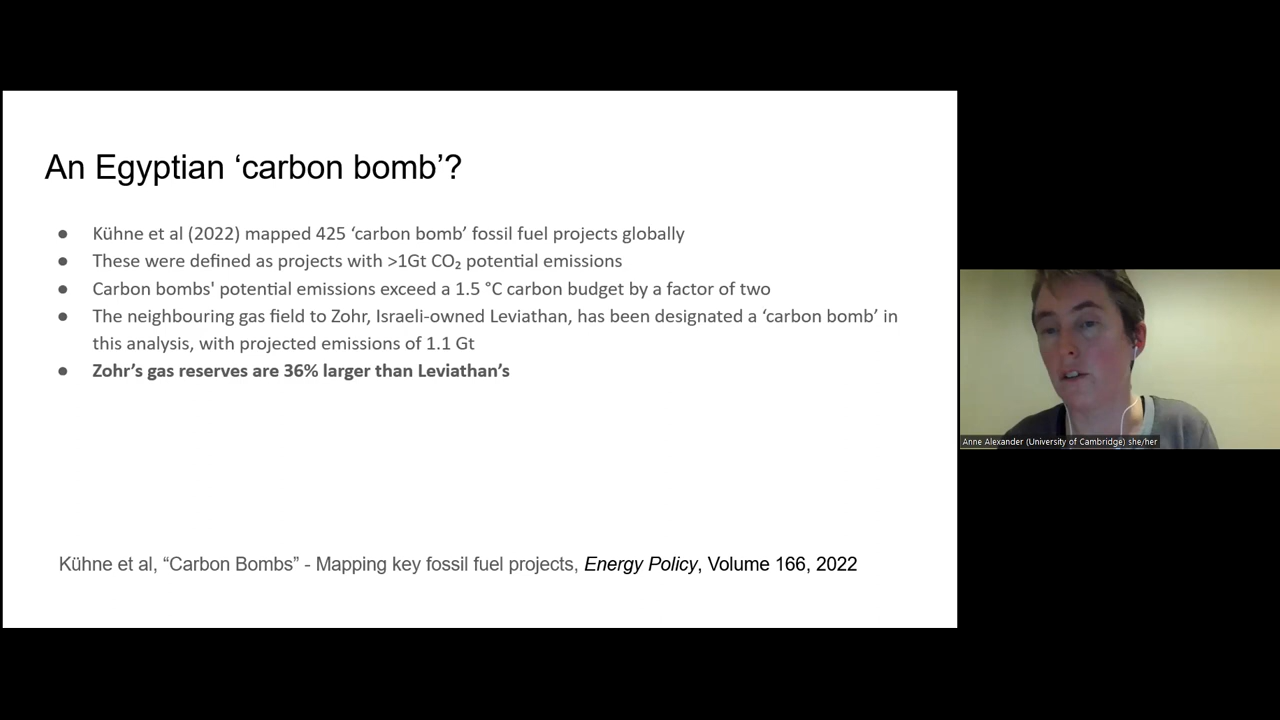 An Egyptian ‘carbon bomb’?
● Kühne et al (2022) mapped 425 ‘carbon bomb’ fossil fuel projects globally
● These were defined as projects with >1Gt CO₂ potential emissions
● Carbon bombs' potential emissions exceed a 1.5 °C carbon budget by a factor of two
● The neighbouring gas field to Zohr, Israeli-owned Leviathan, has been designated a ‘carbon bomb’ in
this analysis, with projected emissions of 1.1 Gt
● Zohr’s gas reserves are 36% larger than Leviathan’s
Kühne et al, “Carbon Bombs” - Mapping key fossil fuel projects, Energy Policy, Volume 166, 2022
Anne Alexander (University of Cambridge) she/her